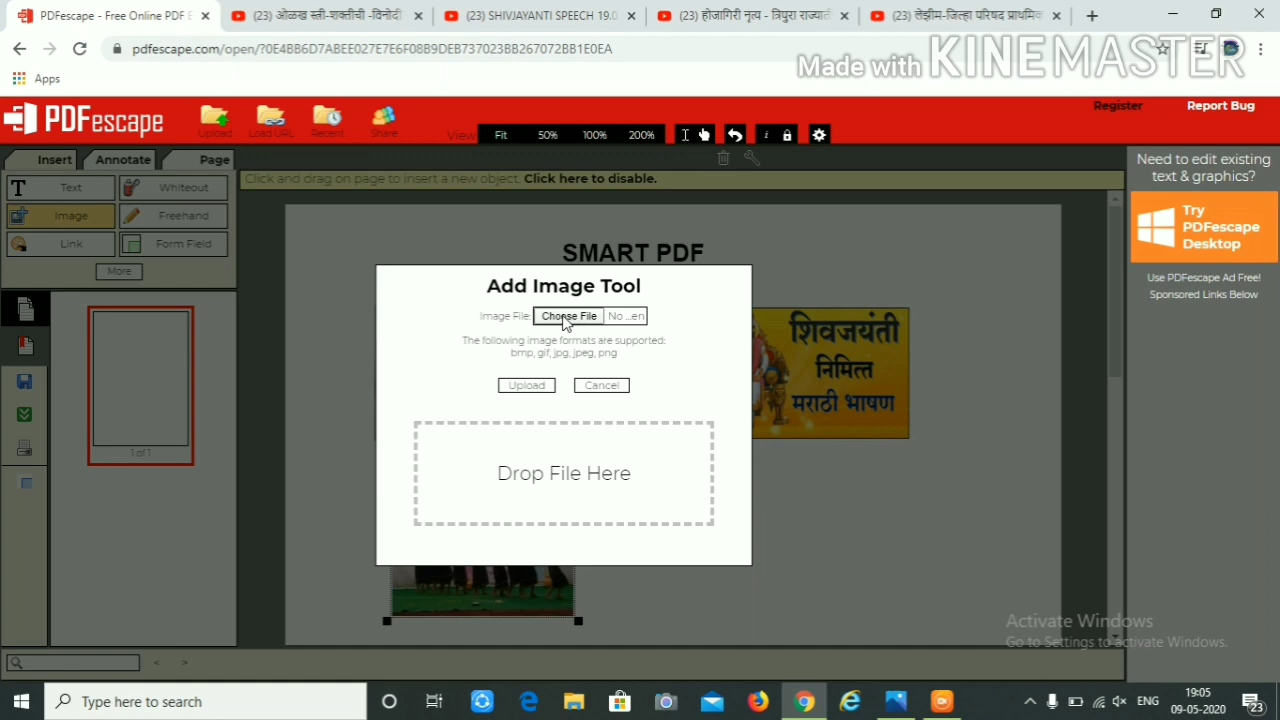 PDFescape - Free Online PDF E
(23) ओळख स्त्री-शक्तीची -विनोदी
(23) SHIVJAYANTI SPEECH 19.0
(23) होजागिरी नृत्य - त्रिपुरा राज्यात
(23) लेझीम-जिल्हा परिषद प्राथमिक
pdfescape.com/open/?0E4BB6D7ABEE027E7E6F08B9DEB737023BB267072BB1E0EA
Made with KINEMASTER
Apps
PDFescape
Upload
Load URL
Recent
Share
View
Fit
50%
100%
200%
Register
Report Bug
Insert
Annotate
Page
Click and drag on page to insert a new object. Click here to disable.
Text
Whiteout
Image
Freehand
Link
Form Field
More
1 of 1
SMART PDF
शिवजयंती
निमित्त
मराठी भाषण
Add Image Tool
Image File: Choose File No ...en
The following image formats are supported:
bmp, gif, jpg, jpeg, png
Upload
Cancel
Drop File Here
Need to edit existing
text & graphics?
Try
PDFescape
Desktop
Use PDFescape Ad Free!
Sponsored Links Below
Activate Windows
Go to Settings to activate Windows.
Type here to search
ENG
19:05
09-05-2020
23